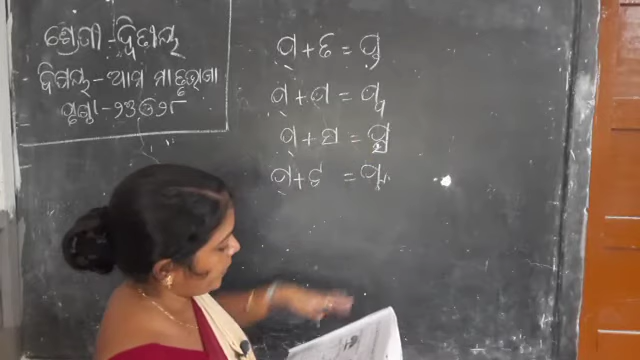 ଶ୍ରେଣୀ - ଦ୍ୱିତୀୟ
ବିଷୟ - ଆମ ମାତୃଭାଷା
ପୃଷ୍ଠା -
ପ୍ + ତ = ପ୍ତ
ପ୍ + ପ = ପ୍ପ
ପ୍ + ସ = ପ୍ସ
ପ୍ + ଟ = ପ୍ଟ